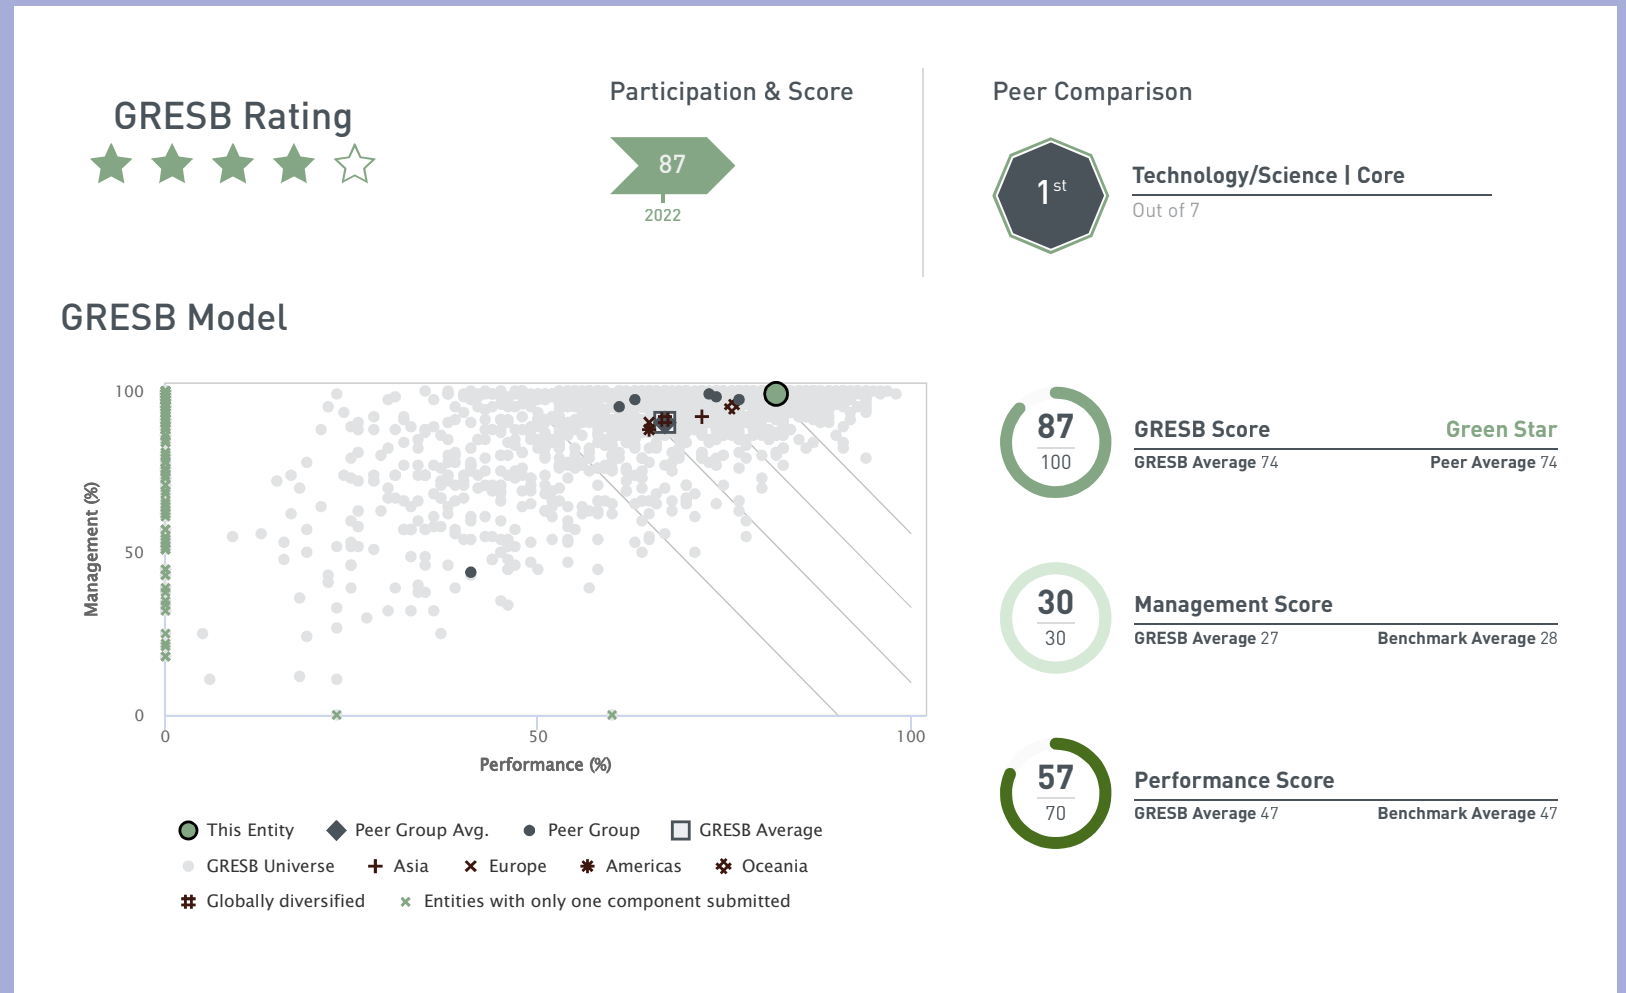 GRESB Rating
Participation & Score
87
2022
Peer Comparison
1st
Technology/Science | Core
Out of 7
GRESB Model
100
50
0
Management (%)
0
50
100
Performance (%)
This Entity
Peer Group Avg.
Peer Group
GRESB Average
GRESB Universe
Asia
Europe
Americas
Oceania
Globally diversified
Entities with only one component submitted
87
100
GRESB Score
Green Star
GRESB Average 74
Peer Average 74
30
30
Management Score
GRESB Average 27
Benchmark Average 28
57
70
Performance Score
GRESB Average 47
Benchmark Average 47